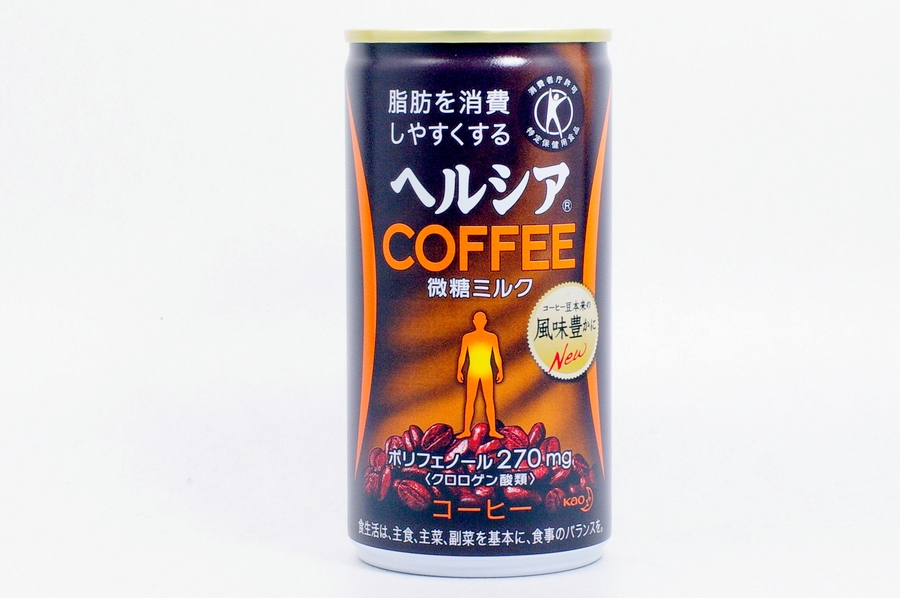 脂肪を消費
しやすくする
消費者庁許可
特定保健用食品
ヘルシア®
COFFEE
微糖ミルク
コーヒー豆本来の
風味豊かに
New
ポリフェノール270mg
〈クロロゲン酸類〉
コーヒー
Kao
食生活は、主食、主菜、副菜を基本に、食事のバランスを。